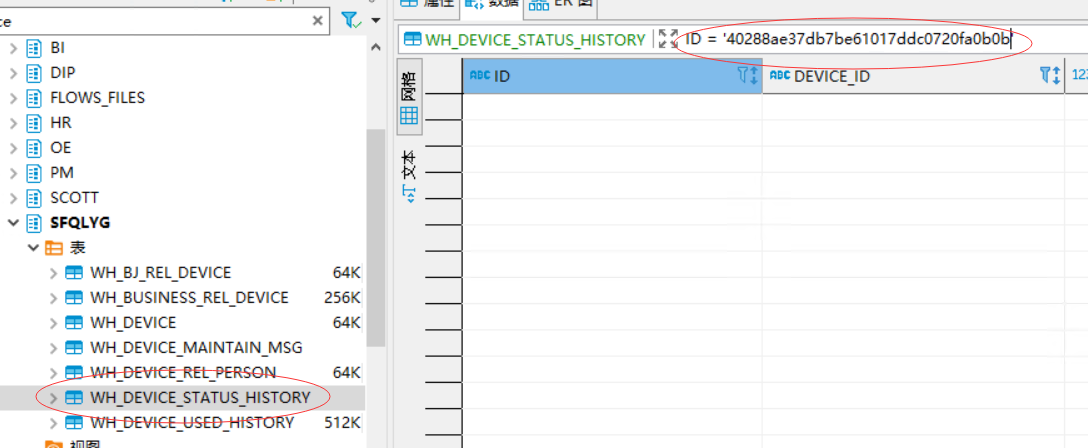 ce
BI
DIP
FLOWS_FILES
HR
OE
PM
SCOTT
SFQLYG
表
WH_BJ_REL_DEVICE 64K
WH_BUSINESS_REL_DEVICE 256K
WH_DEVICE 64K
WH_DEVICE_MAINTAIN_MSG
WH_DEVICE_REL_PERSON 64K
WH_DEVICE_STATUS_HISTORY
WH_DEVICE_USED_HISTORY 512K
视图
属性 数据 ER 图
WH_DEVICE_STATUS_HISTORY ID = '40288ae37db7be61017ddc0720fa0b0b'
ABC ID ABC DEVICE_ID 123
网格
文本